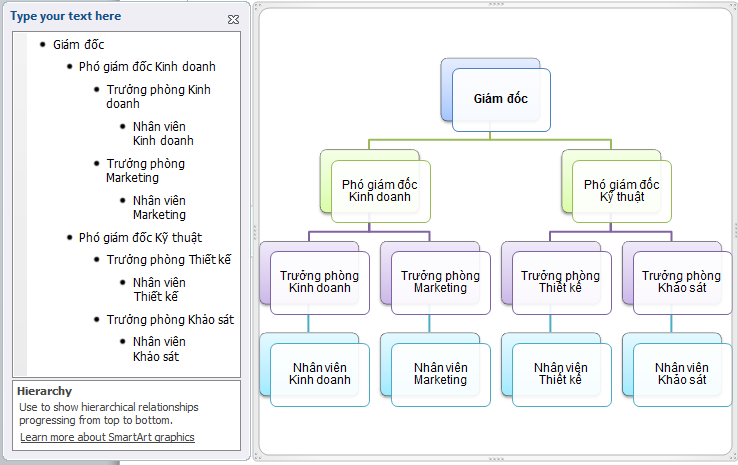 Type your text here
Giám đốc
Phó giám đốc Kinh doanh
Trưởng phòng Kinh
doanh
Nhân viên
Kinh doanh
Trưởng phòng
Marketing
Nhân viên
Marketing
Phó giám đốc Kỹ thuật
Trưởng phòng Thiết kế
Nhân viên
Thiết kế
Trưởng phòng Khảo sát
Nhân viên
Khảo sát
Hierarchy
Use to show hierarchical relationships
progressing from top to bottom.
Learn more about SmartArt graphics
Giám đốc
Phó giám đốc
Kinh doanh
Phó giám đốc
Kỹ thuật
Trưởng phòng
Kinh doanh
Trưởng phòng
Marketing
Trưởng phòng
Thiết kế
Trưởng phòng
Khảo sát
Nhân viên
Kinh doanh
Nhân viên
Marketing
Nhân viên
Thiết kế
Nhân viên
Khảo sát